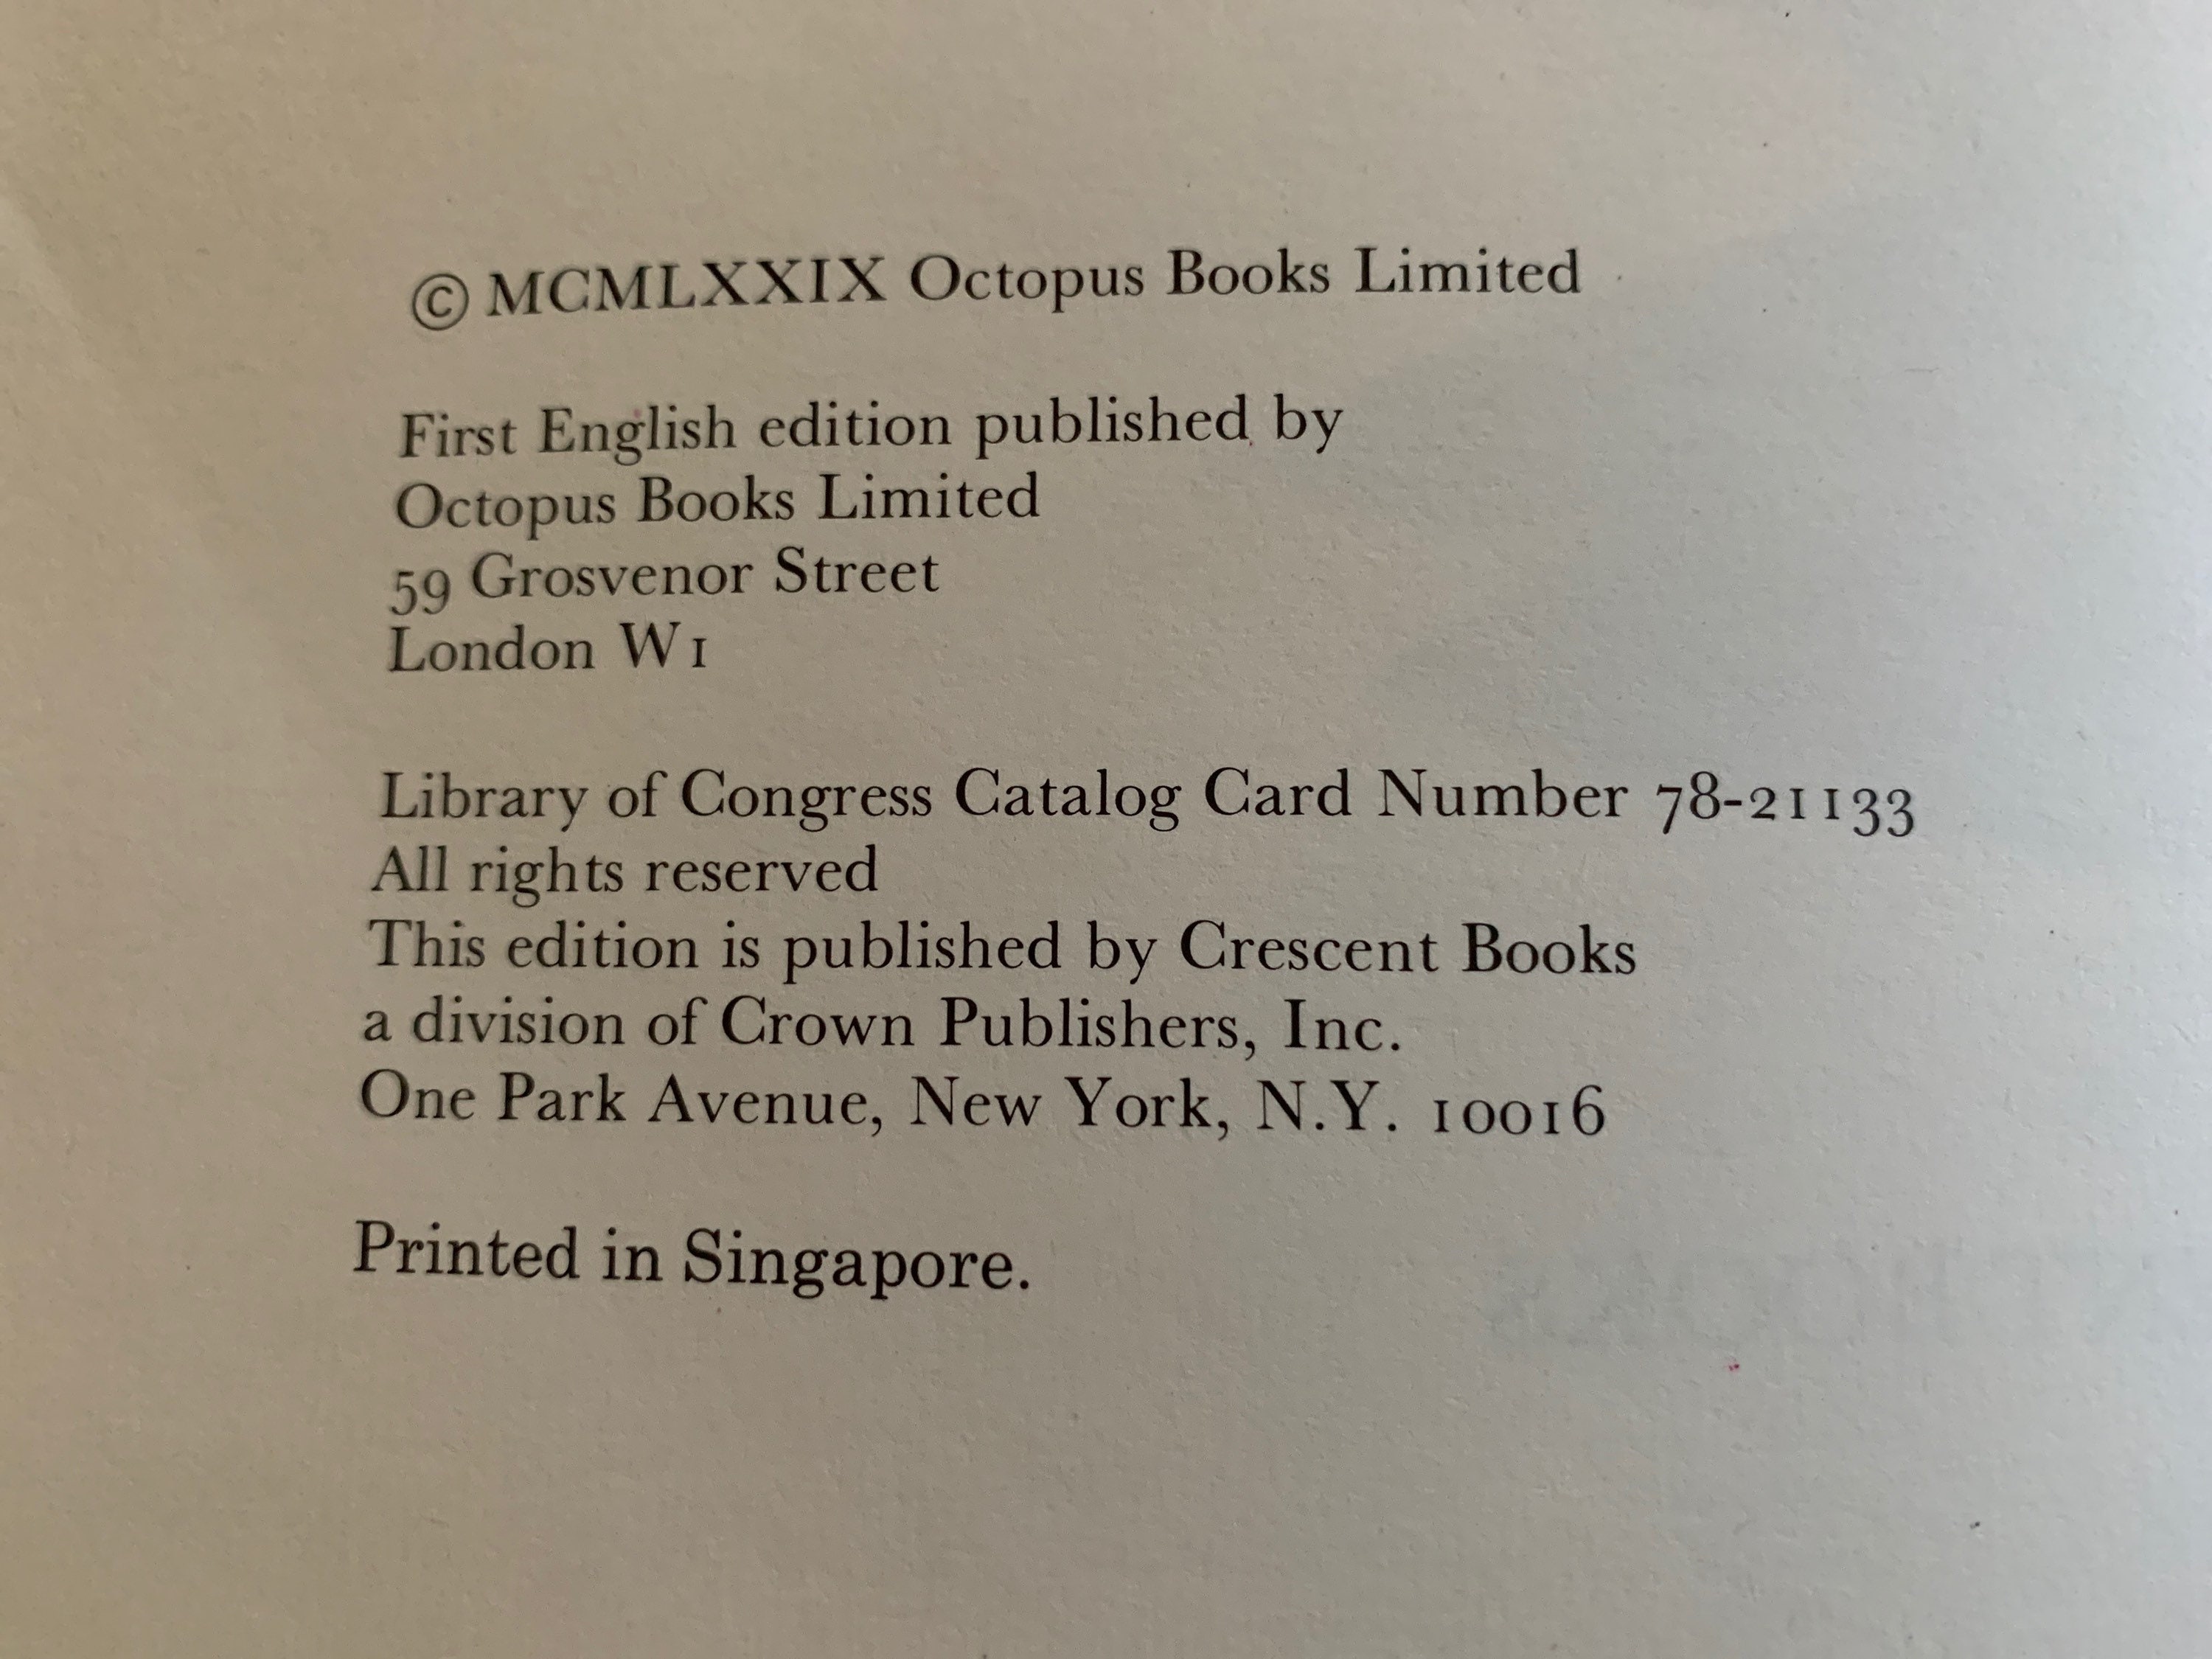 © MCMLXXIX Octopus Books Limited
First English edition published by
Octopus Books Limited
59 Grosvenor Street
London W1
Library of Congress Catalog Card Number 78-21133
All rights reserved
This edition is published by Crescent Books
a division of Crown Publishers, Inc.
One Park Avenue, New York, N.Y. 10016
Printed in Singapore.